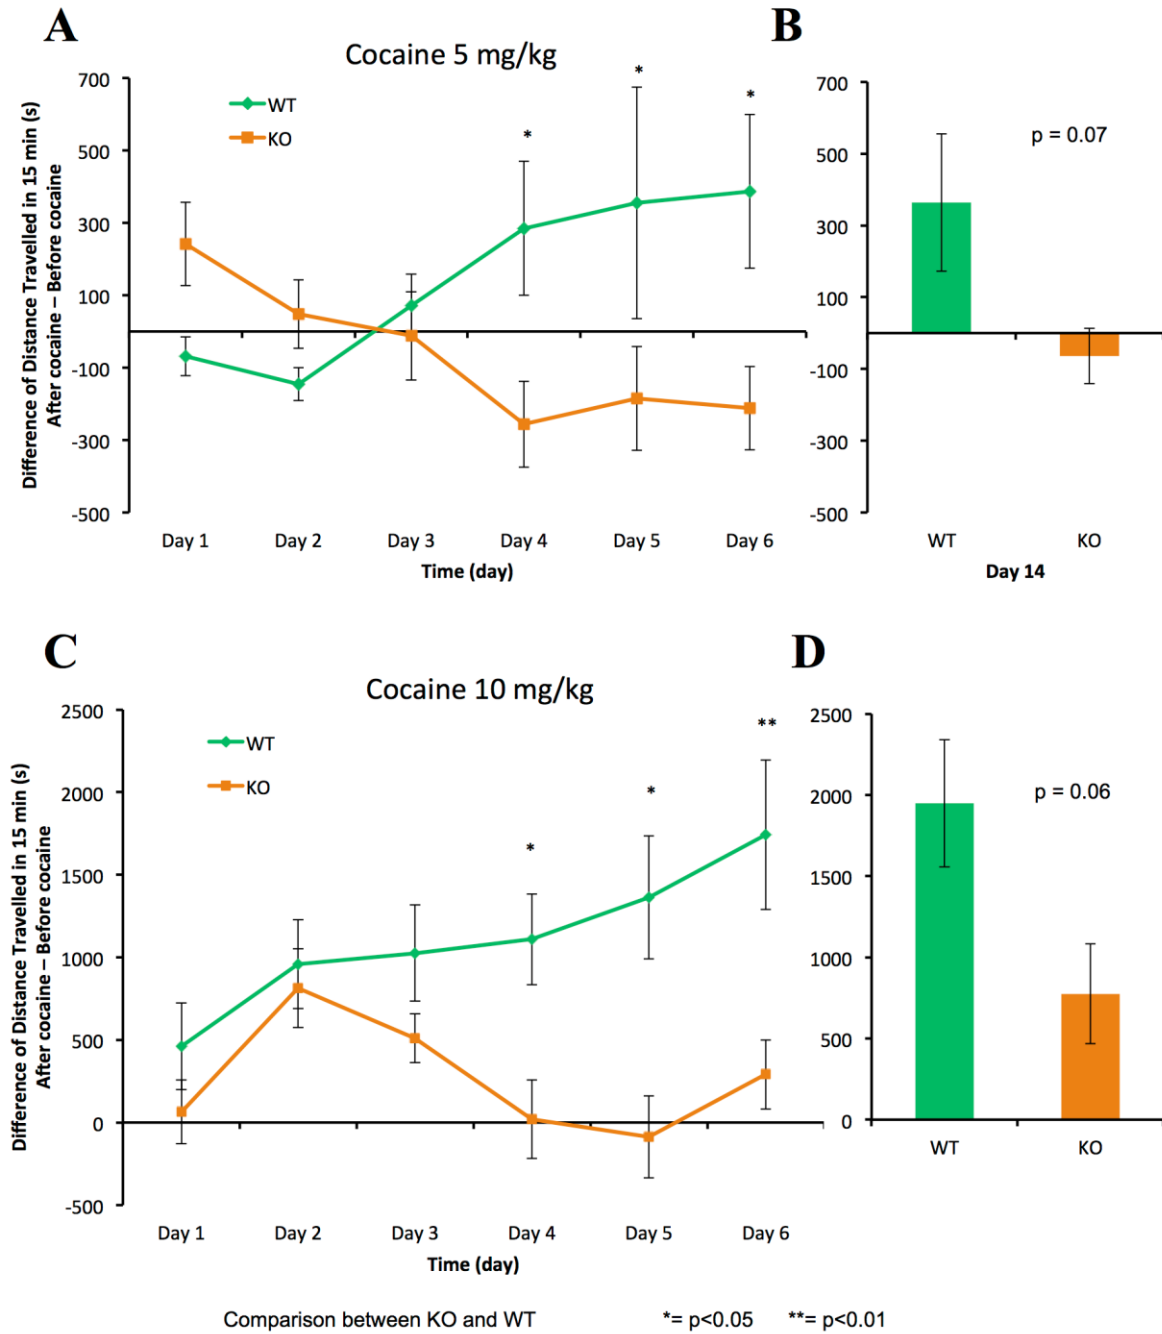 A
Cocaine 5 mg/kg
Difference of Distance Travelled in 15 min (s)
After cocaine – Before cocaine
700
500
300
100
-100
-300
-500
WT
KO
*
*
*
Day 1 Day 2 Day 3 Day 4 Day 5 Day 6
Time (day)
B
700
500
300
100
-100
-300
-500
p = 0.07
WT KO
Day 14
C
Cocaine 10 mg/kg
Difference of Distance Travelled in 15 min (s)
After cocaine – Before cocaine
2500
2000
1500
1000
500
0
-500
WT
KO
*
*
**
Day 1 Day 2 Day 3 Day 4 Day 5 Day 6
Time (day)
D
2500
2000
1500
1000
500
0
p = 0.06
WT KO
Comparison between KO and WT *= p<0.05 **= p<0.01